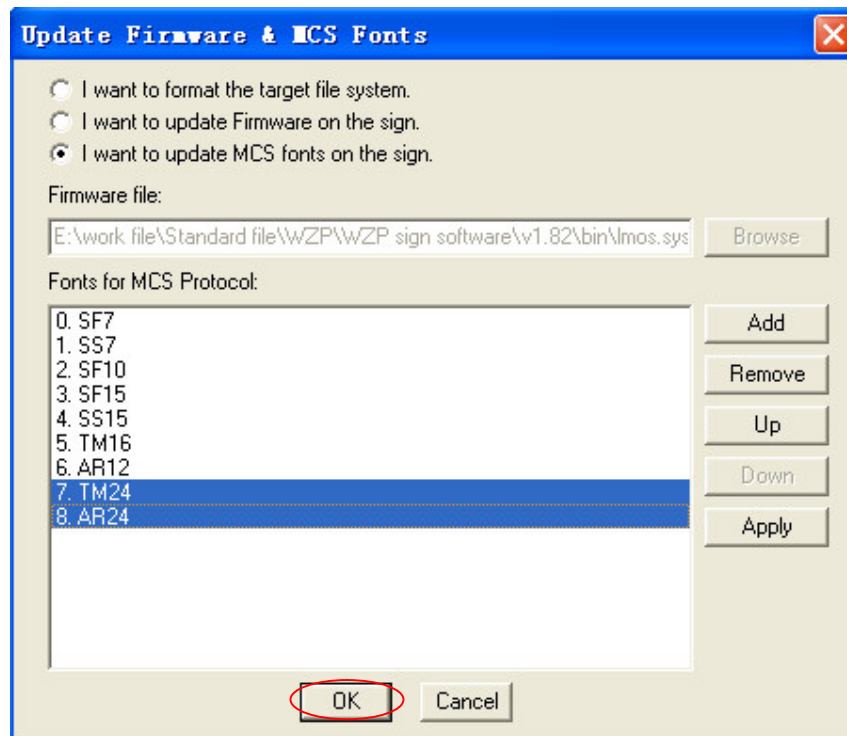 Update Firmware & MCS Fonts
I want to format the target file system.
I want to update Firmware on the sign.
I want to update MCS fonts on the sign.
Firmware file:
E:\work file\Standard file\WZP\WZP sign software\v1.82\bin\lmos.sys
Browse
Fonts for MCS Protocol:
0. SF7
1. SS7
2. SF10
3. SF15
4. SS15
5. TM16
6. AR12
7. TM24
8. AR24
Add
Remove
Up
Down
Apply
OK
Cancel